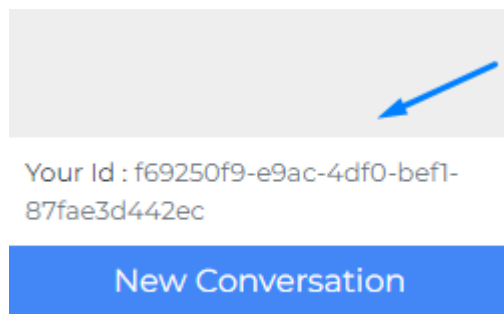 Your Id : f69250f9-e9ac-4df0-bef1-
87fae3d442ec
New Conversation